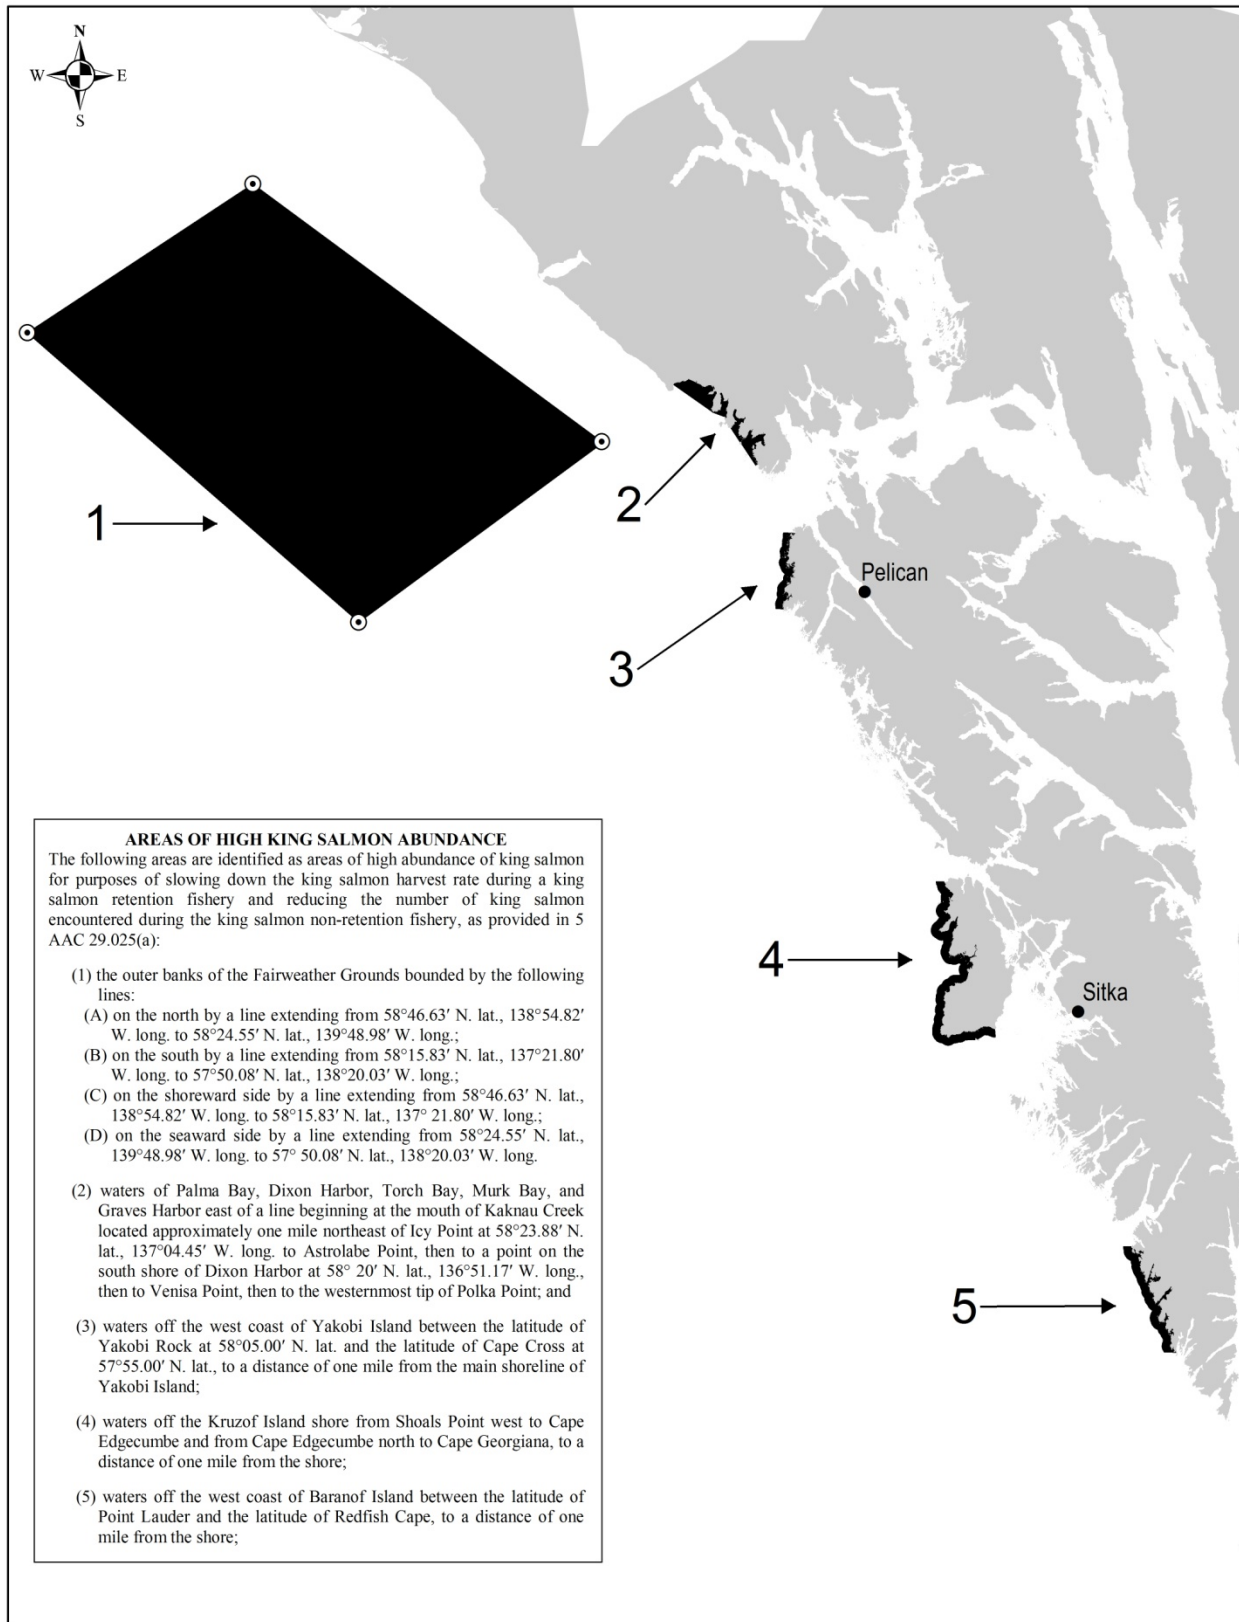 N
W E
S
1
2
3
Pelican
4
Sitka
5
AREAS OF HIGH KING SALMON ABUNDANCE
The following areas are identified as areas of high abundance of king salmon
for purposes of slowing down the king salmon harvest rate during a king
salmon retention fishery and reducing the number of king salmon
encountered during the king salmon non-retention fishery, as provided in 5
AAC 29.025(a):
(1) the outer banks of the Fairweather Grounds bounded by the following
lines:
(A) on the north by a line extending from 58°46.63′ N. lat., 138°54.82′
W. long. to 58°24.55′ N. lat., 139°48.98′ W. long.;
(B) on the south by a line extending from 58°15.83′ N. lat., 137°21.80′
W. long. to 57°50.08′ N. lat., 138°20.03′ W. long.;
(C) on the shoreward side by a line extending from 58°46.63′ N. lat.,
138°54.82′ W. long. to 58°15.83′ N. lat., 137° 21.80′ W. long.;
(D) on the seaward side by a line extending from 58°24.55′ N. lat.,
139°48.98′ W. long. to 57° 50.08′ N. lat., 138°20.03′ W. long.
(2) waters of Palma Bay, Dixon Harbor, Torch Bay, Murk Bay, and
Graves Harbor east of a line beginning at the mouth of Kaknau Creek
located approximately one mile northeast of Icy Point at 58°23.88′ N.
lat., 137°04.45′ W. long. to Astrolabe Point, then to a point on the
south shore of Dixon Harbor at 58° 20′ N. lat., 136°51.17′ W. long.,
then to Venisa Point, then to the westernmost tip of Polka Point; and
(3) waters off the west coast of Yakobi Island between the latitude of
Yakobi Rock at 58°05.00′ N. lat. and the latitude of Cape Cross at
57°55.00′ N. lat., to a distance of one mile from the main shoreline of
Yakobi Island;
(4) waters off the Kruzof Island shore from Shoals Point west to Cape
Edgecumbe and from Cape Edgecumbe north to Cape Georgiana, to a
distance of one mile from the shore;
(5) waters off the west coast of Baranof Island between the latitude of
Point Lauder and the latitude of Redfish Cape, to a distance of one
mile from the shore;